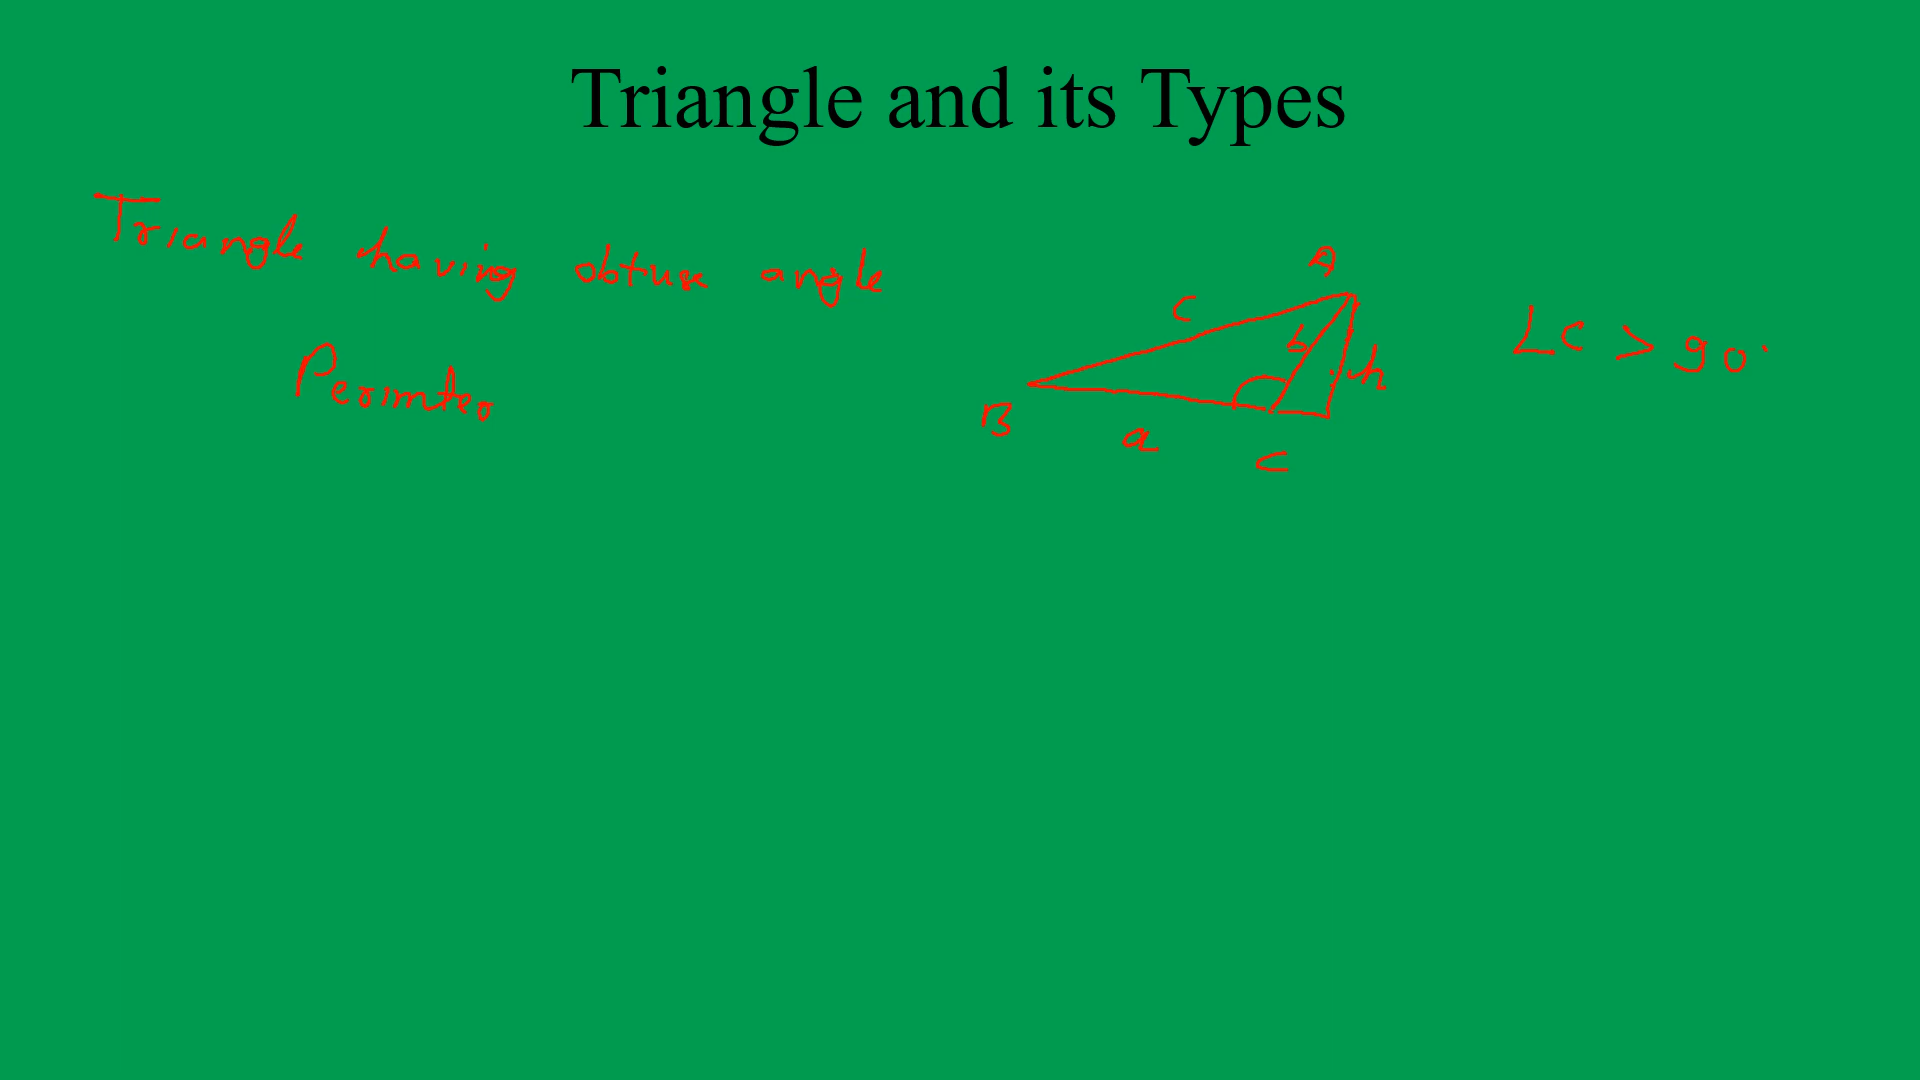 Triangle and its Types
Triangle having obtuse angle
A
c
b
h
∠C > 90°
Perimter
B
a
C